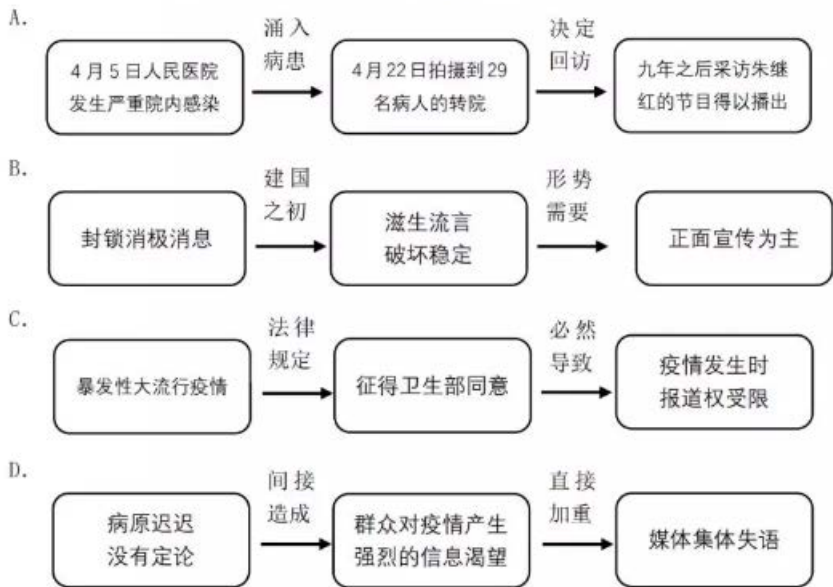 A.
涌入
病患
决定
回访
4月5日人民医院
发生严重院内感染
4月22日拍摄到29
名病人的转院
九年之后采访朱继
红的节目得以播出
B.
建国
之初
形势
需要
封锁消极消息
滋生流言
破坏稳定
正面宣传为主
C.
法律
规定
必然
导致
暴发性大流行疫情
征得卫生部同意
疫情发生时
报道权受限
D.
间接
造成
直接
加重
病原迟迟
没有定论
群众对疫情产生
强烈的信息渴望
媒体集体失语